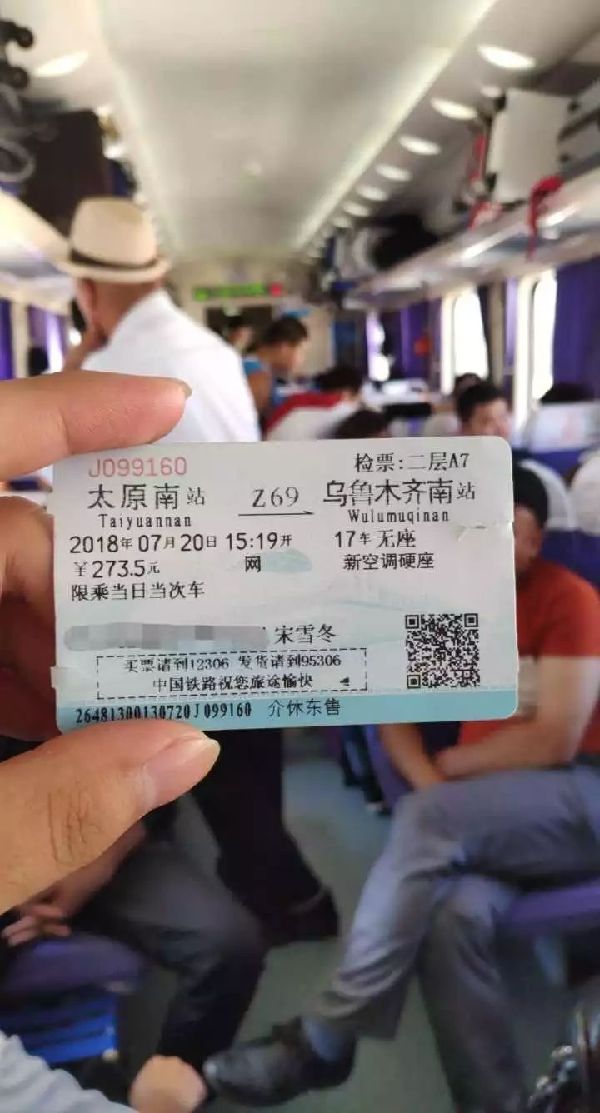 J099160 检票:二层A7
太原南站 Z69 乌鲁木齐南站
Taiyuannan Wulumuqinan
2018年07月20日15:19开 17车无座
￥273.5元 网 新空调硬座
限乘当日当次车
宋雪冬
买票请到12306 发货请到95306
中国铁路祝您旅途愉快
26481300130720J099160 介休东售